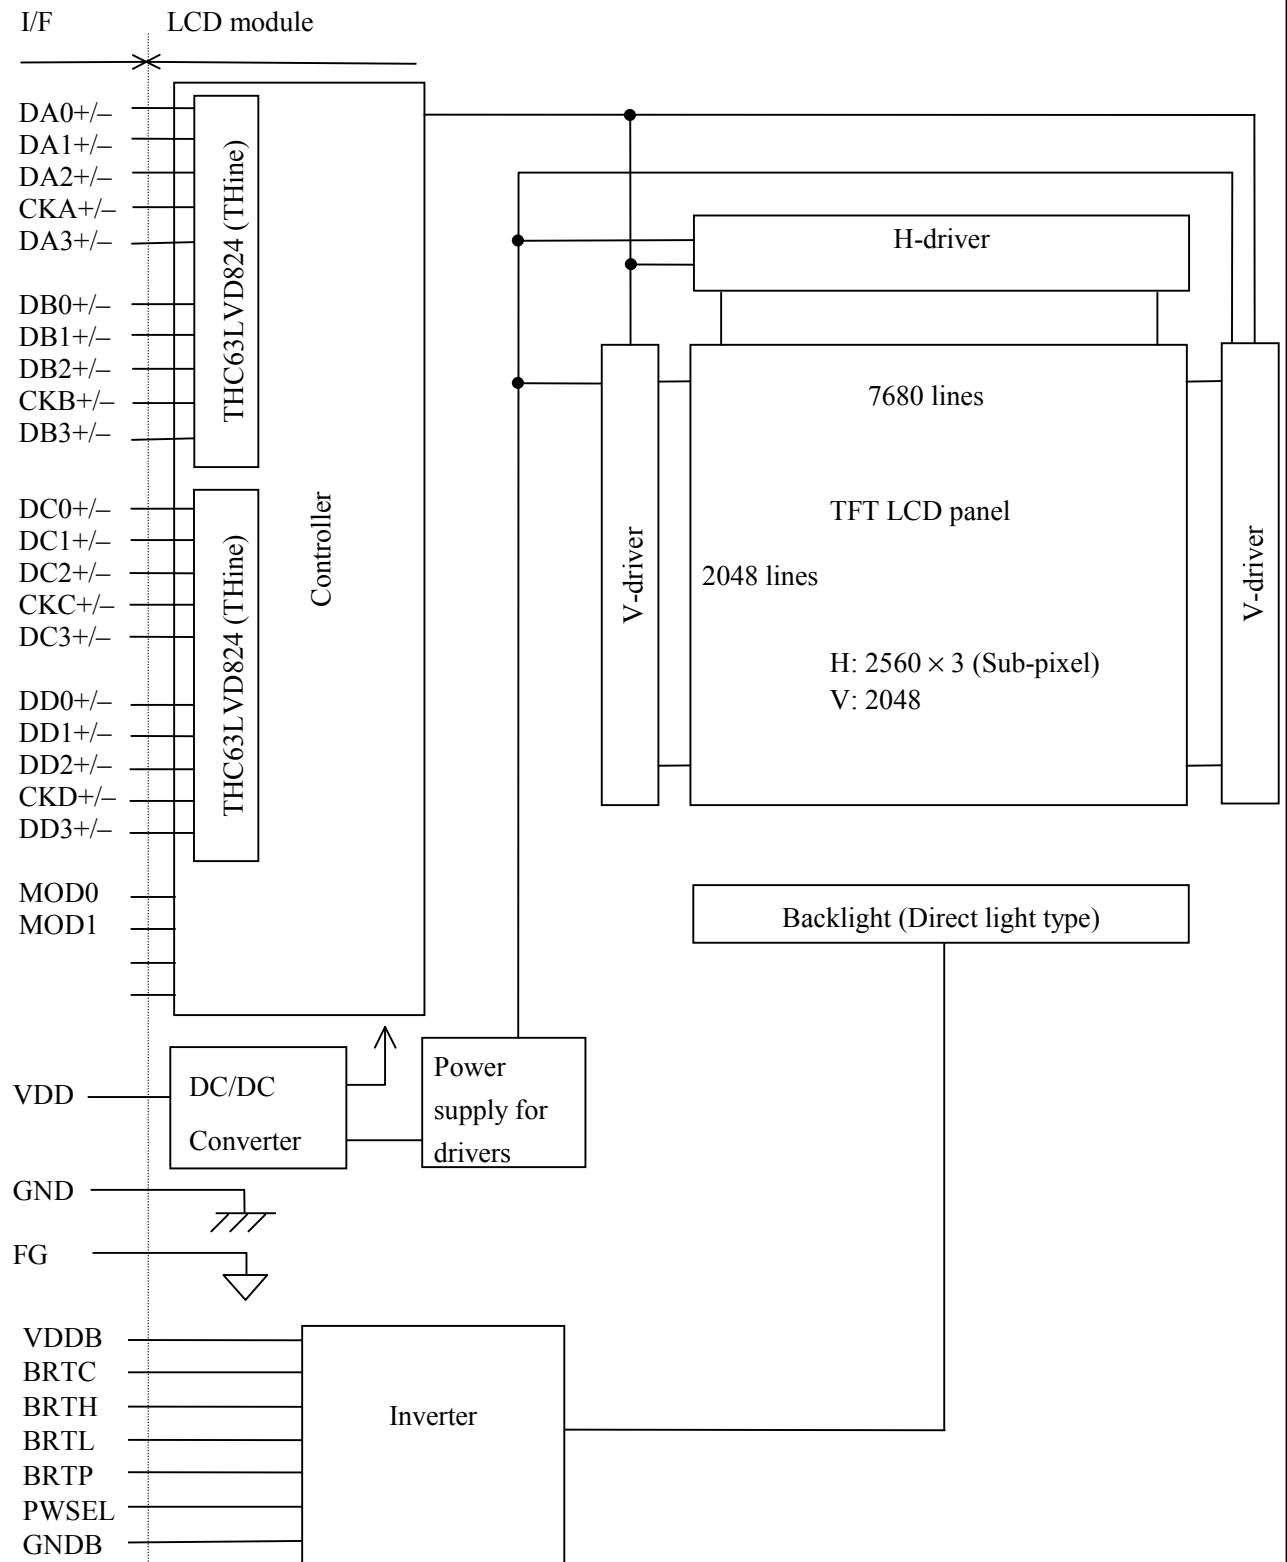 I/F
LCD module
DA0+/–
DA1+/–
DA2+/–
CKA+/–
DA3+/–
DB0+/–
DB1+/–
DB2+/–
CKB+/–
DB3+/–
THC63LVD824 (THine)
DC0+/–
DC1+/–
DC2+/–
CKC+/–
DC3+/–
DD0+/–
DD1+/–
DD2+/–
CKD+/–
DD3+/–
THC63LVD824 (THine)
Controller
MOD0
MOD1
H-driver
V-driver
7680 lines
TFT LCD panel
2048 lines
H: 2560 × 3 (Sub-pixel)
V: 2048
V-driver
Backlight (Direct light type)
VDD
DC/DC
Converter
Power
supply for
drivers
GND
FG
VDDB
BRTC
BRTH
BRTL
BRTP
PWSEL
GNDB
Inverter